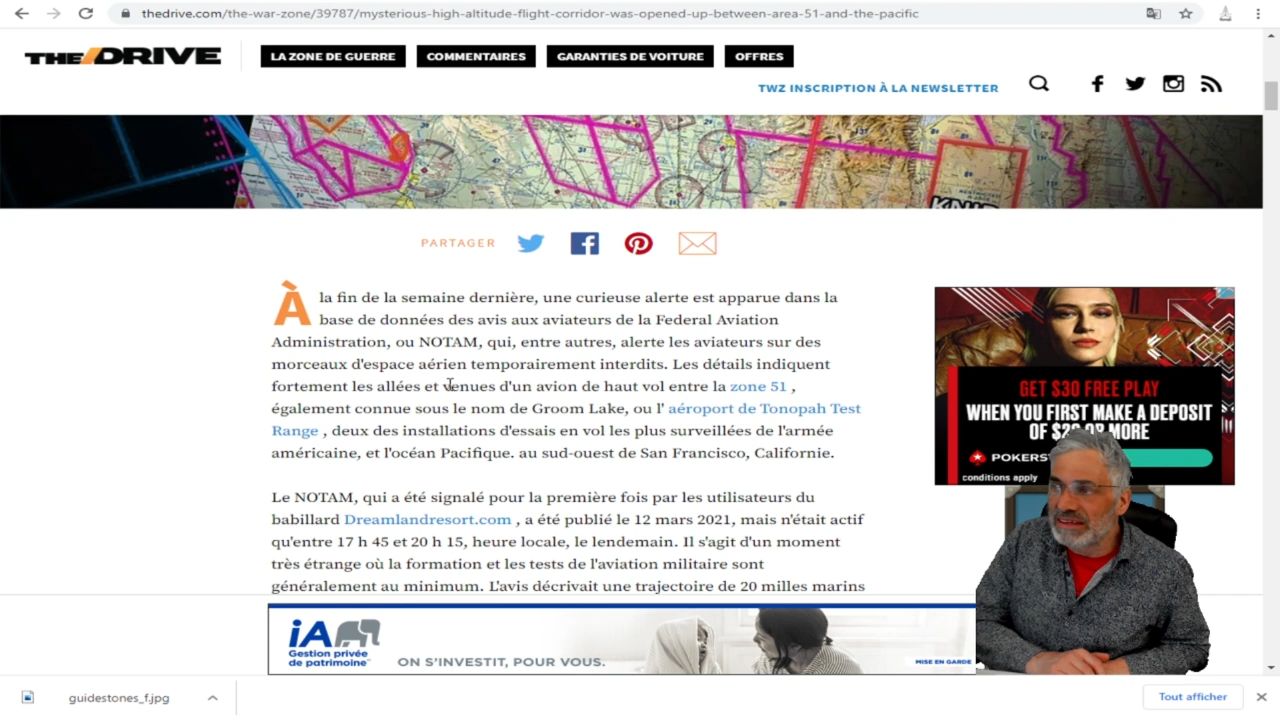 thedrive.com/the-war-zone/39787/mysterious-high-altitude-flight-corridor-was-opened-up-between-area-51-and-the-pacific
THE/DRIVE
LA ZONE DE GUERRE
COMMENTAIRES
GARANTIES DE VOITURE
OFFRES
TWZ INSCRIPTION À LA NEWSLETTER
PARTAGER
À la fin de la semaine dernière, une curieuse alerte est apparue dans la
base de données des avis aux aviateurs de la Federal Aviation
Administration, ou NOTAM, qui, entre autres, alerte les aviateurs sur des
morceaux d'espace aérien temporairement interdits. Les détails indiquent
fortement les allées et venues d'un avion de haut vol entre la zone 51 ,
également connue sous le nom de Groom Lake, ou l' aéroport de Tonopah Test
Range , deux des installations d'essais en vol les plus surveillées de l'armée
américaine, et l'océan Pacifique. au sud-ouest de San Francisco, Californie.
Le NOTAM, qui a été signalé pour la première fois par les utilisateurs du
babillard Dreamlandresort.com , a été publié le 12 mars 2021, mais n'était actif
qu'entre 17 h 45 et 20 h 15, heure locale, le lendemain. Il s'agit d'un moment
très étrange où la formation et les tests de l'aviation militaire sont
généralement au minimum. L'avis décrivait une trajectoire de 20 milles marins
GET $30 FREE PLAY
WHEN YOU FIRST MAKE A DEPOSIT
OF $20 OR MORE
conditions apply
iA
Gestion privée
de patrimoine
ON S'INVESTIT, POUR VOUS.
MISE EN GARDE
guidestones_f.jpg
Tout afficher